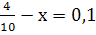 4/10 − x = 0,1